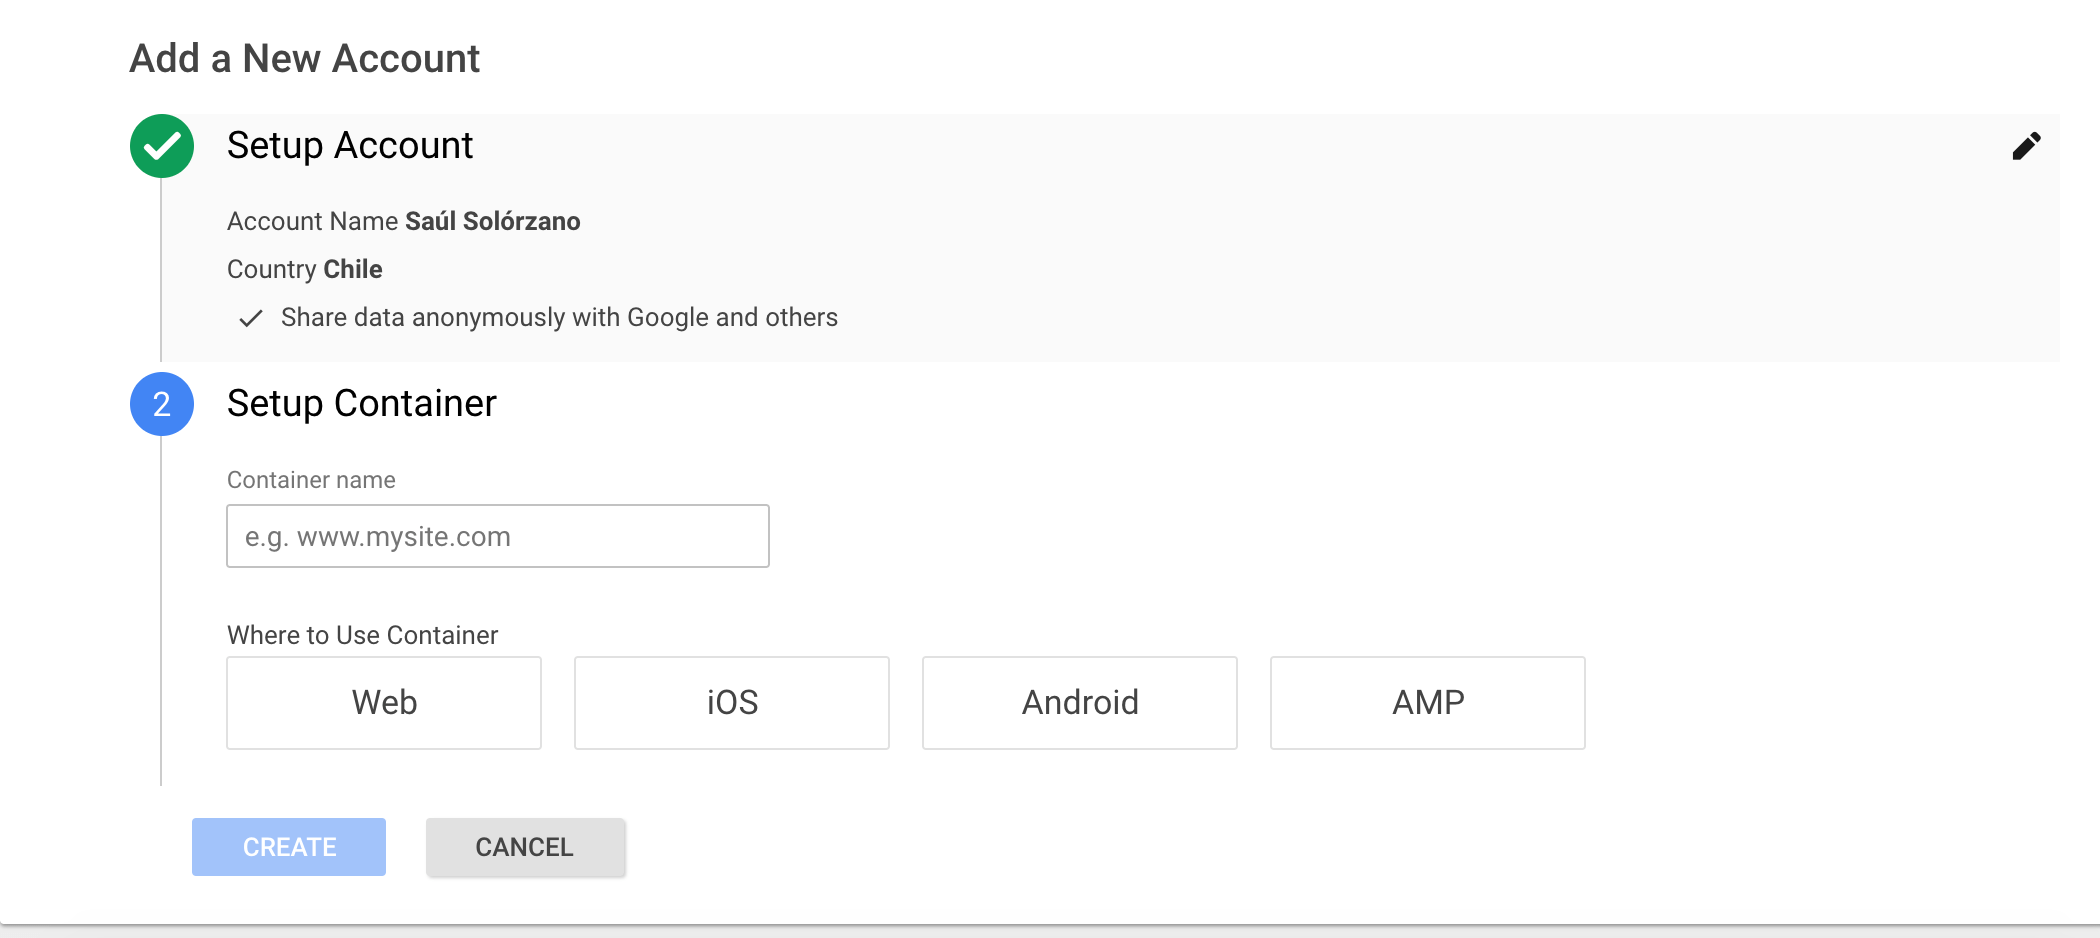 Add a New Account
Setup Account
Account Name Saúl Solórzano
Country Chile
Share data anonymously with Google and others
2 Setup Container
Container name
e.g. www.mysite.com
Where to Use Container
Web iOS Android AMP
CREATE CANCEL